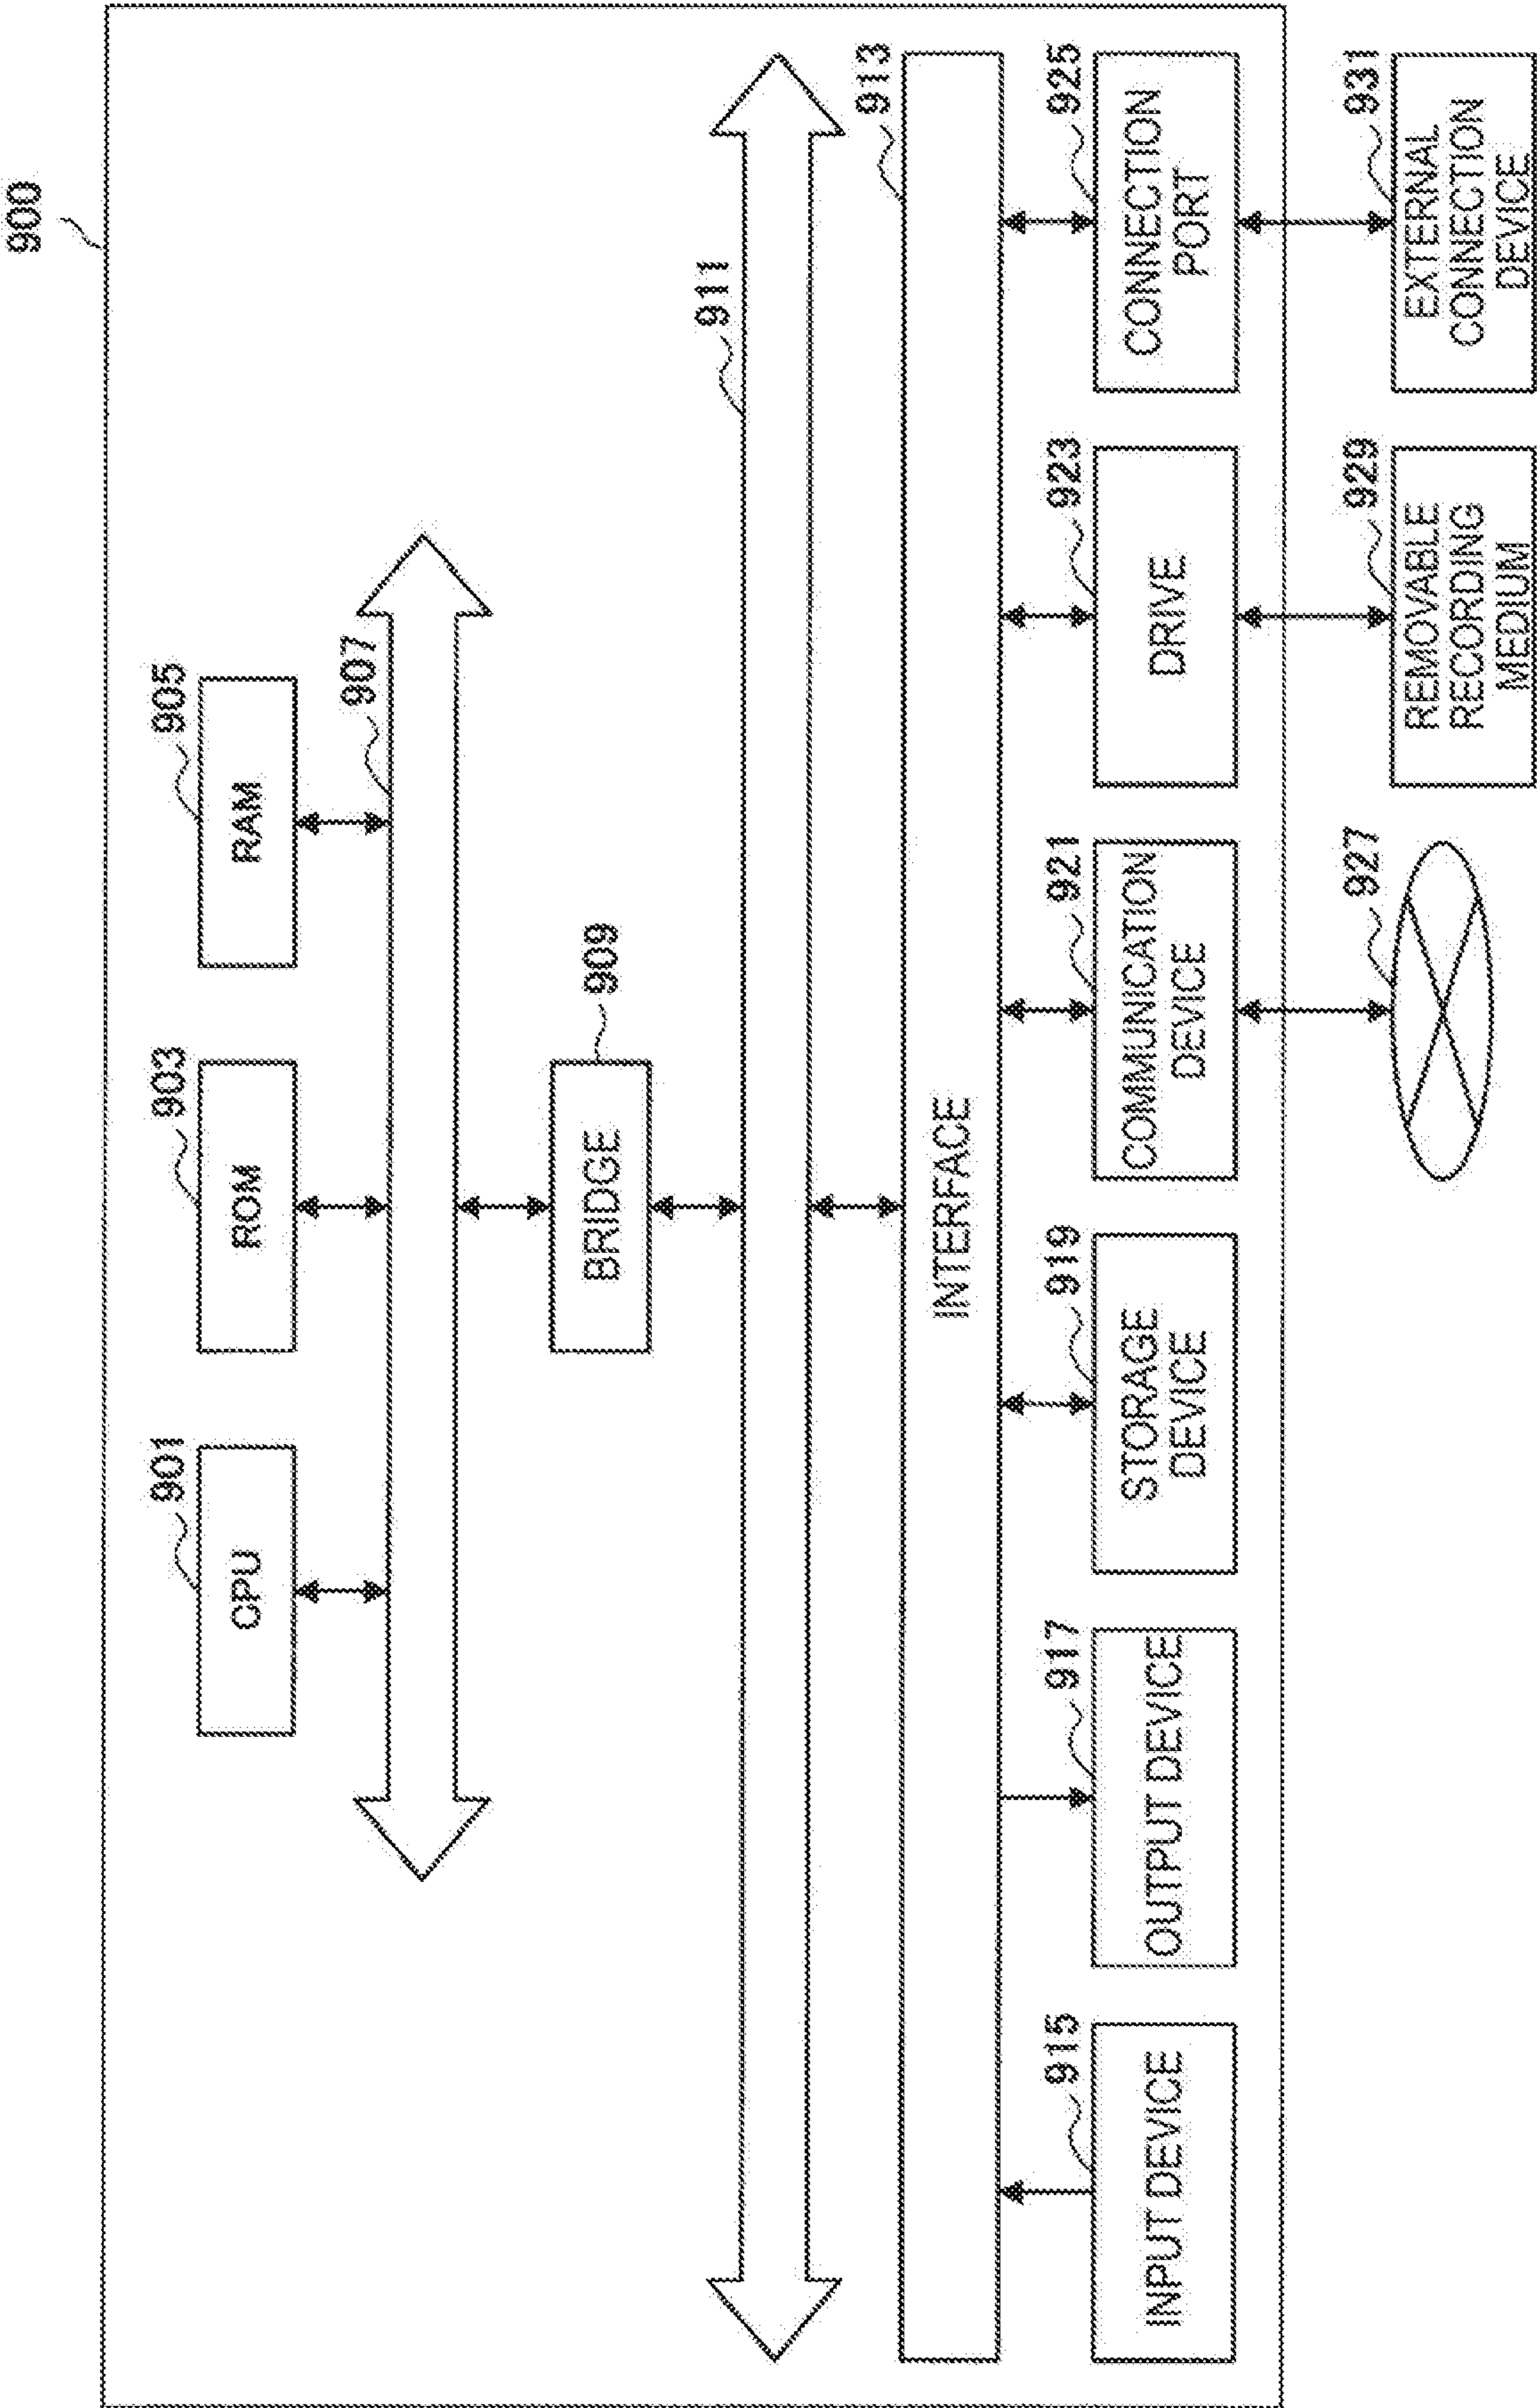 900
901
CPU
903
ROM
905
RAM
907
909
BRIDGE
911
913
INTERFACE
915
INPUT DEVICE
917
OUTPUT DEVICE
919
STORAGE
DEVICE
921
COMMUNICATION
DEVICE
923
DRIVE
925
CONNECTION
PORT
927
929
REMOVABLE
RECORDING
MEDIUM
931
EXTERNAL
CONNECTION
DEVICE